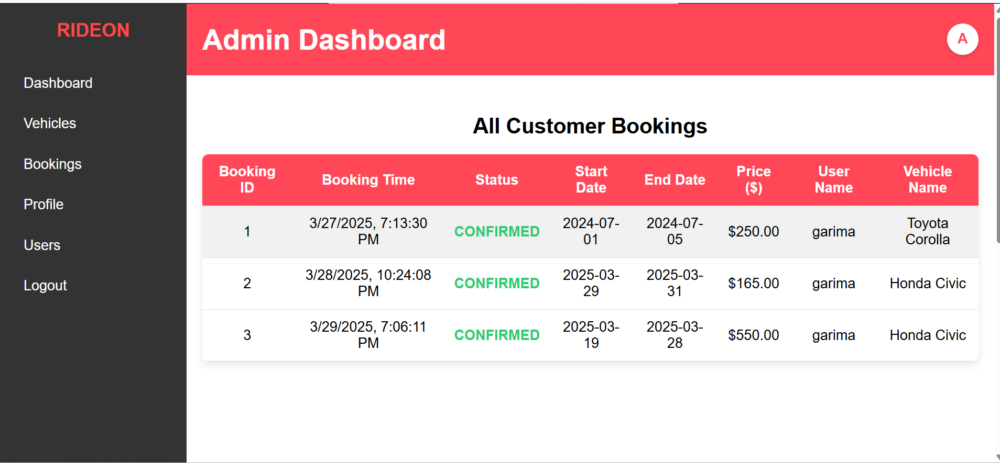 RIDEON
Dashboard
Vehicles
Bookings
Profile
Users
Logout
Admin Dashboard
A
All Customer Bookings
Booking ID Booking Time Status Start Date End Date Price ($) User Name Vehicle Name
1 3/27/2025, 7:13:30 PM CONFIRMED 2024-07-01 2024-07-05 $250.00 garima Toyota Corolla
2 3/28/2025, 10:24:08 PM CONFIRMED 2025-03-29 2025-03-31 $165.00 garima Honda Civic
3 3/29/2025, 7:06:11 PM CONFIRMED 2025-03-19 2025-03-28 $550.00 garima Honda Civic